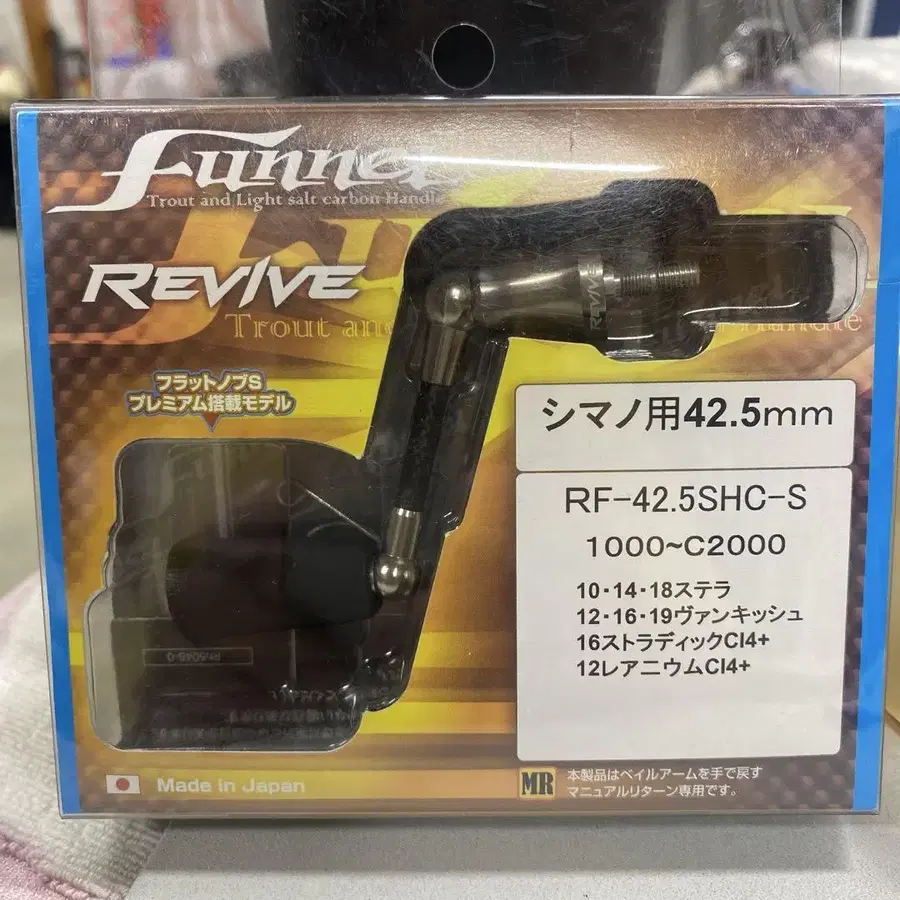 Funnel
Trout and Light salt carbon Handle
REVIVE
Trout and
REVIVE
フラットノブS
プレミアム搭載モデル
シマノ用42.5mm
RF-42.5SHC-S
1000~C2000
10・14・18ステラ
12・16・19ヴァンキッシュ
16ストラディックCI4+
12レアニウムCI4+
Made in Japan
MR
本製品はベイルアームを手で戻す
マニュアルリターン専用です。